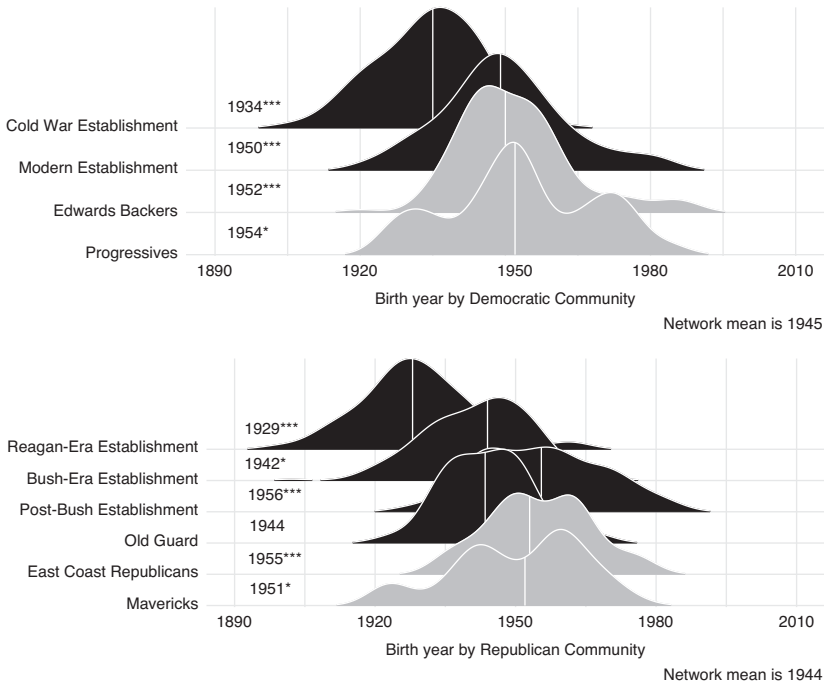 1934***
Cold War Establishment
1950***
Modern Establishment
1952***
Edwards Backers
1954*
Progressives
1890 1920 1950 1980 2010
Birth year by Democratic Community
Network mean is 1945
1929***
Reagan-Era Establishment
1942*
Bush-Era Establishment
1956***
Post-Bush Establishment
1944
Old Guard
1955***
East Coast Republicans
1951*
Mavericks
1890 1920 1950 1980 2010
Birth year by Republican Community
Network mean is 1944